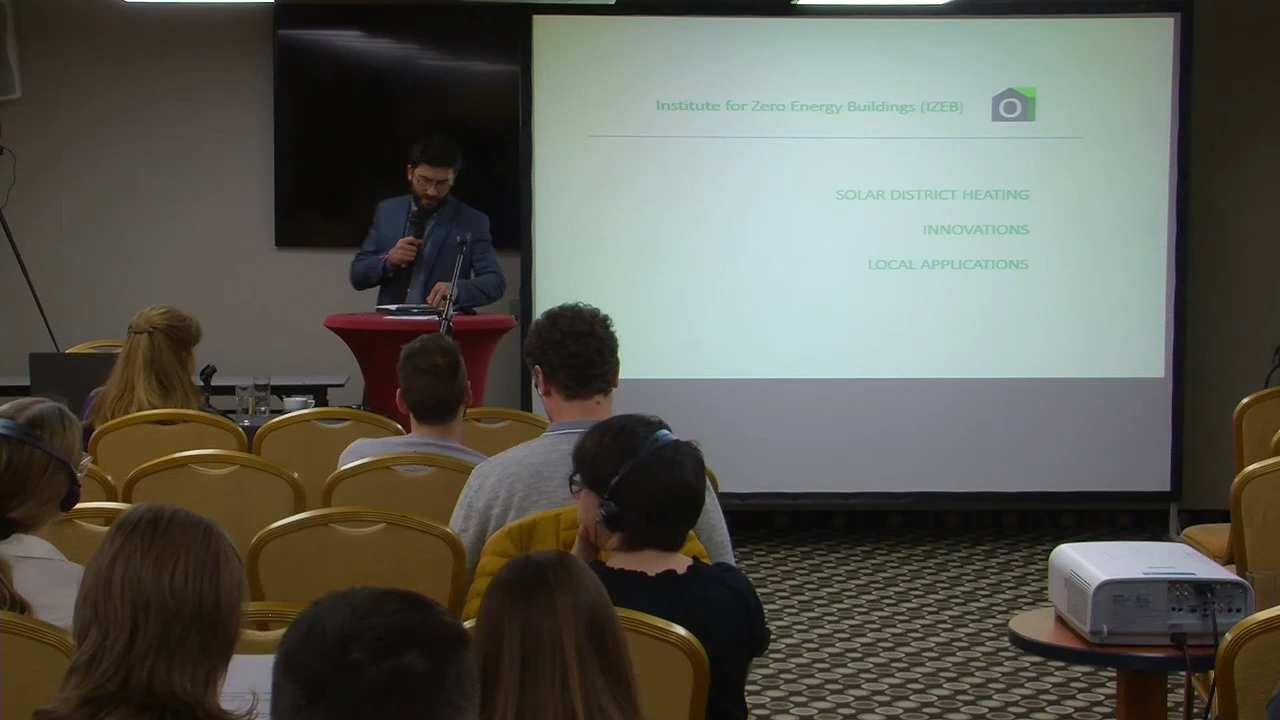 Institute for Zero Energy Buildings (IZEB)
SOLAR DISTRICT HEATING
INNOVATIONS
LOCAL APPLICATIONS